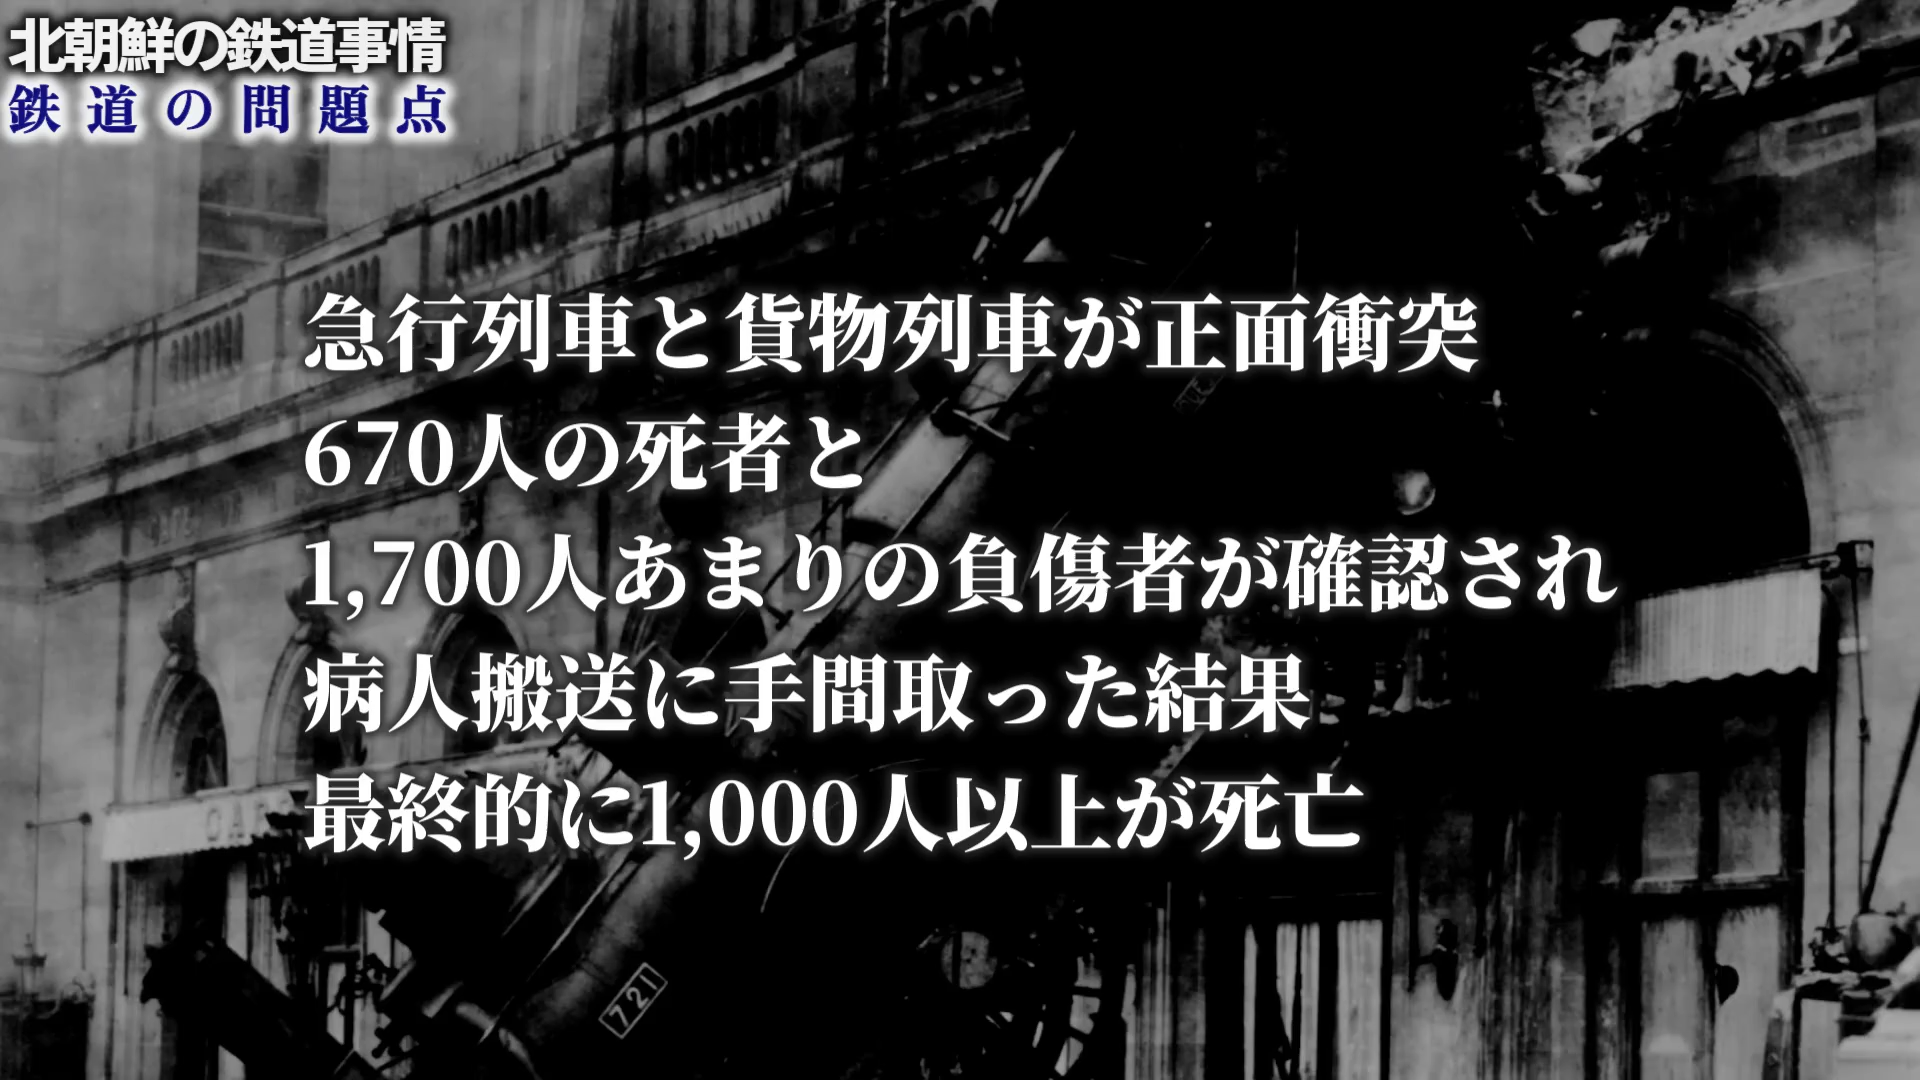 北朝鮮の鉄道事情
鉄道の問題点
急行列車と貨物列車が正面衝突
670人の死者と
1,700人あまりの負傷者が確認され
病人搬送に手間取った結果
最終的に1,000人以上が死亡
721